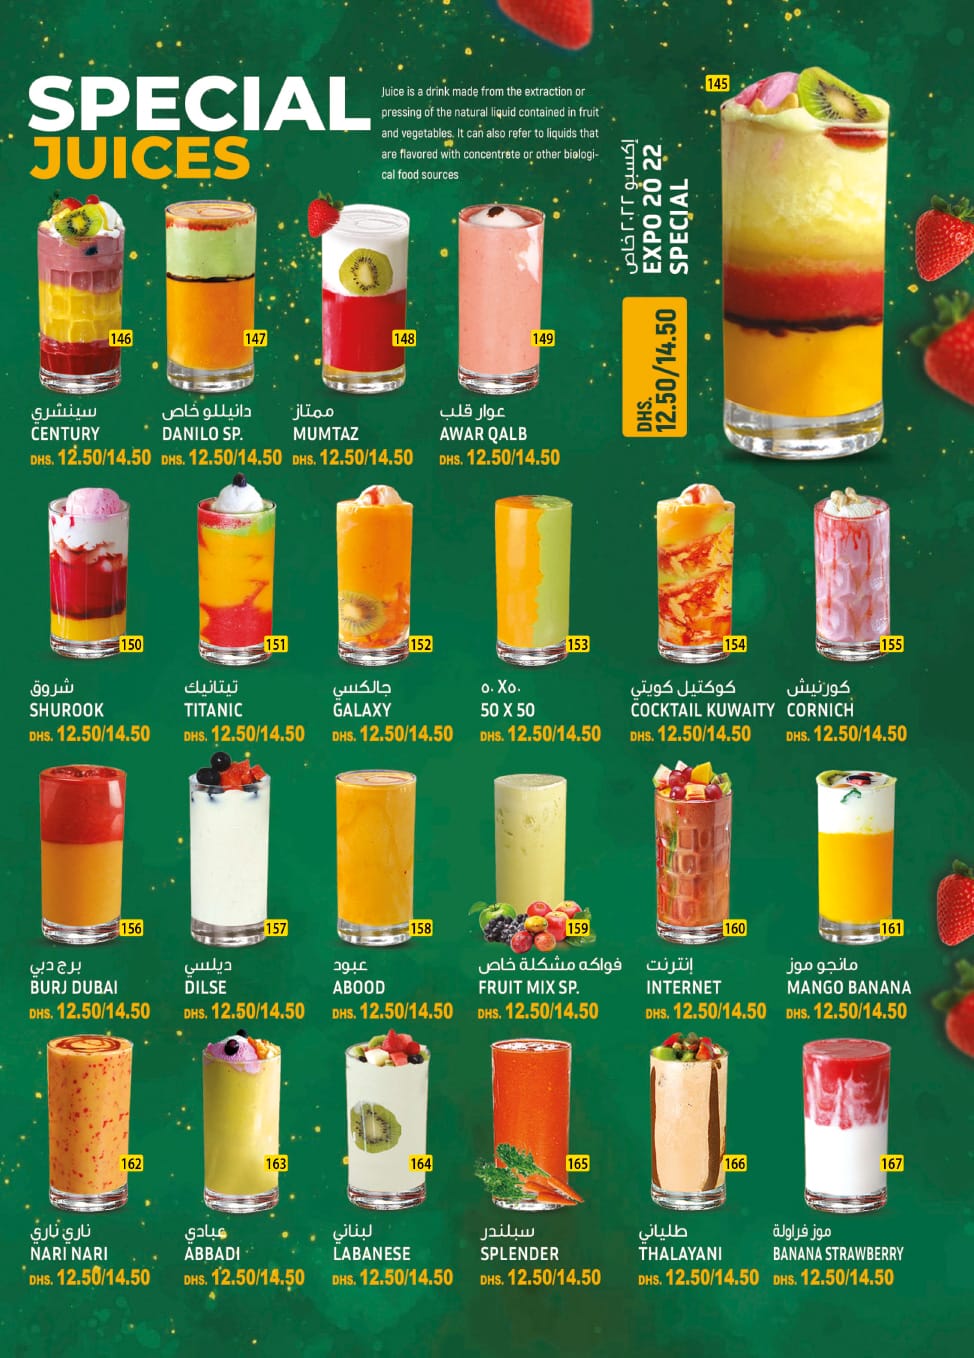 SPECIAL
JUICES
Juice is a drink made from the extraction or
pressing of the natural liquid contained in fruit
and vegetables. It can also refer to liquids that
are flavored with concentrate or other biologi-
cal food sources
145
إكسبو ٢٠٢٢ خاص
EXPO 20 22
SPECIAL
DHS.
12.50/14.50
146
سينشري
CENTURY
DHS. 12.50/14.50
147
دانيللو خاص
DANILO SP.
DHS. 12.50/14.50
148
ممتاز
MUMTAZ
DHS. 12.50/14.50
149
عوار قلب
AWAR QALB
DHS. 12.50/14.50
150
شروق
SHUROOK
DHS. 12.50/14.50
151
تيتانيك
TITANIC
DHS. 12.50/14.50
152
جالكسي
GALAXY
DHS. 12.50/14.50
153
٥٠ X٥٠
50 X 50
DHS. 12.50/14.50
154
كوكتيل كويتي
COCKTAIL KUWAITY
DHS. 12.50/14.50
155
كورنيش
CORNICH
DHS. 12.50/14.50
156
برج دبي
BURJ DUBAI
DHS. 12.50/14.50
157
ديلسي
DILSE
DHS. 12.50/14.50
158
عبود
ABOOD
DHS. 12.50/14.50
159
فواكه مشكلة خاص
FRUIT MIX SP.
DHS. 12.50/14.50
160
إنترنت
INTERNET
DHS. 12.50/14.50
161
مانجو موز
MANGO BANANA
DHS. 12.50/14.50
162
ناري ناري
NARI NARI
DHS. 12.50/14.50
163
عبادي
ABBADI
DHS. 12.50/14.50
164
لبناني
LABANESE
DHS. 12.50/14.50
165
سبلندر
SPLENDER
DHS. 12.50/14.50
166
طلياني
THALAYANI
DHS. 12.50/14.50
167
موز فراولة
BANANA STRAWBERRY
DHS. 12.50/14.50